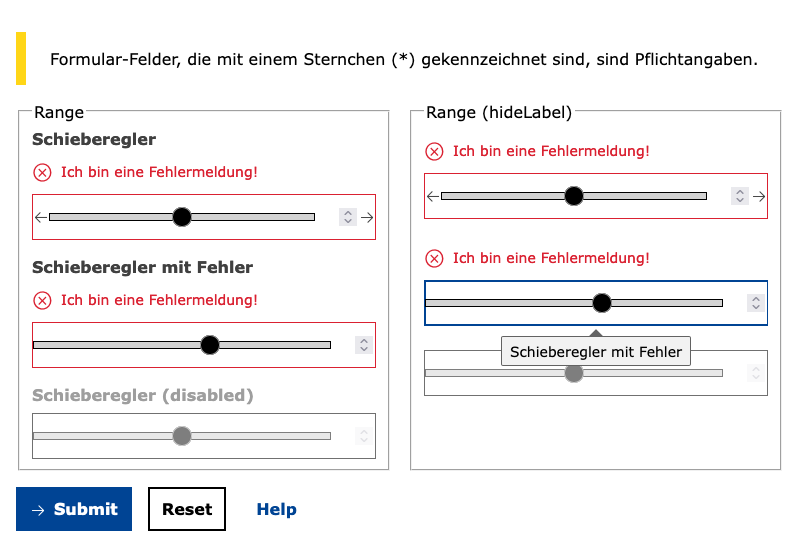 Formular-Felder, die mit einem Sternchen (*) gekennzeichnet sind, sind Pflichtangaben.
Range
Schieberegler
Ich bin eine Fehlermeldung!
Schieberegler mit Fehler
Ich bin eine Fehlermeldung!
Schieberegler (disabled)
Range (hideLabel)
Ich bin eine Fehlermeldung!
Ich bin eine Fehlermeldung!
Schieberegler mit Fehler
Submit
Reset
Help